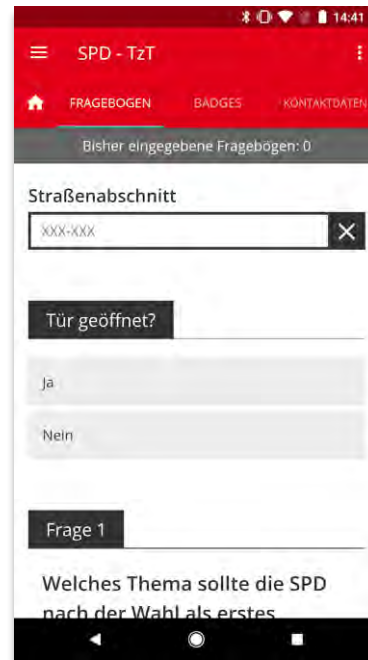 14:41
SPD - TzT
FRAGEBOGEN
BADGES
KONTAKTDATEN
Bisher eingegebene Fragebögen: 0
Straßenabschnitt
XXX-XXX
Tür geöffnet?
Ja
Nein
Frage 1
Welches Thema sollte die SPD
nach der Wahl als erstes